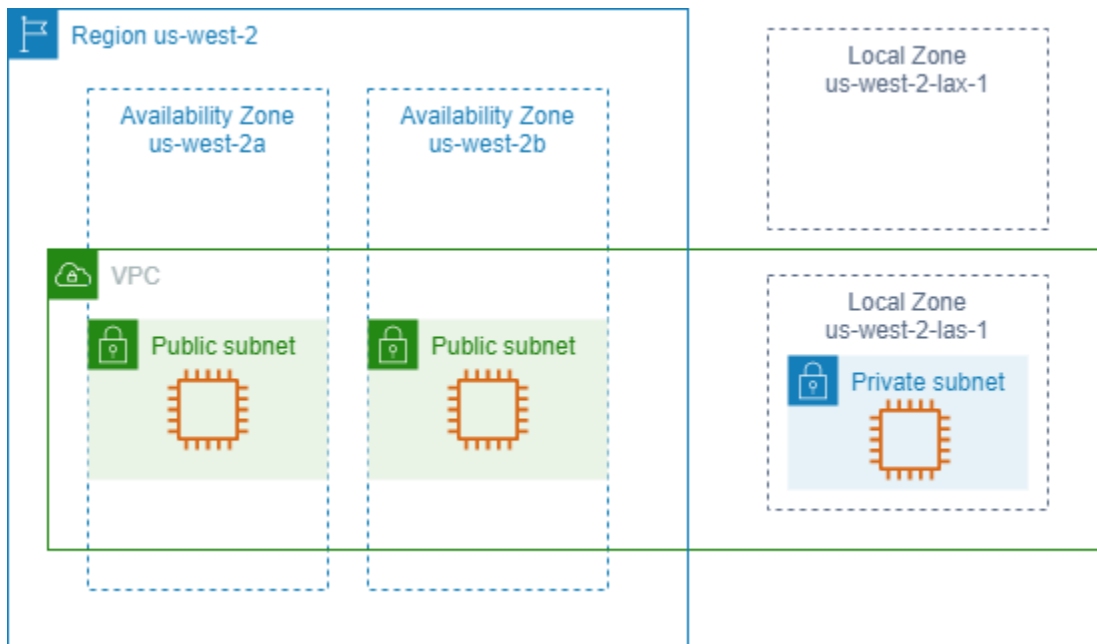 Region us-west-2
Availability Zone
us-west-2a
Availability Zone
us-west-2b
Local Zone
us-west-2-lax-1
VPC
Public subnet
Public subnet
Local Zone
us-west-2-las-1
Private subnet